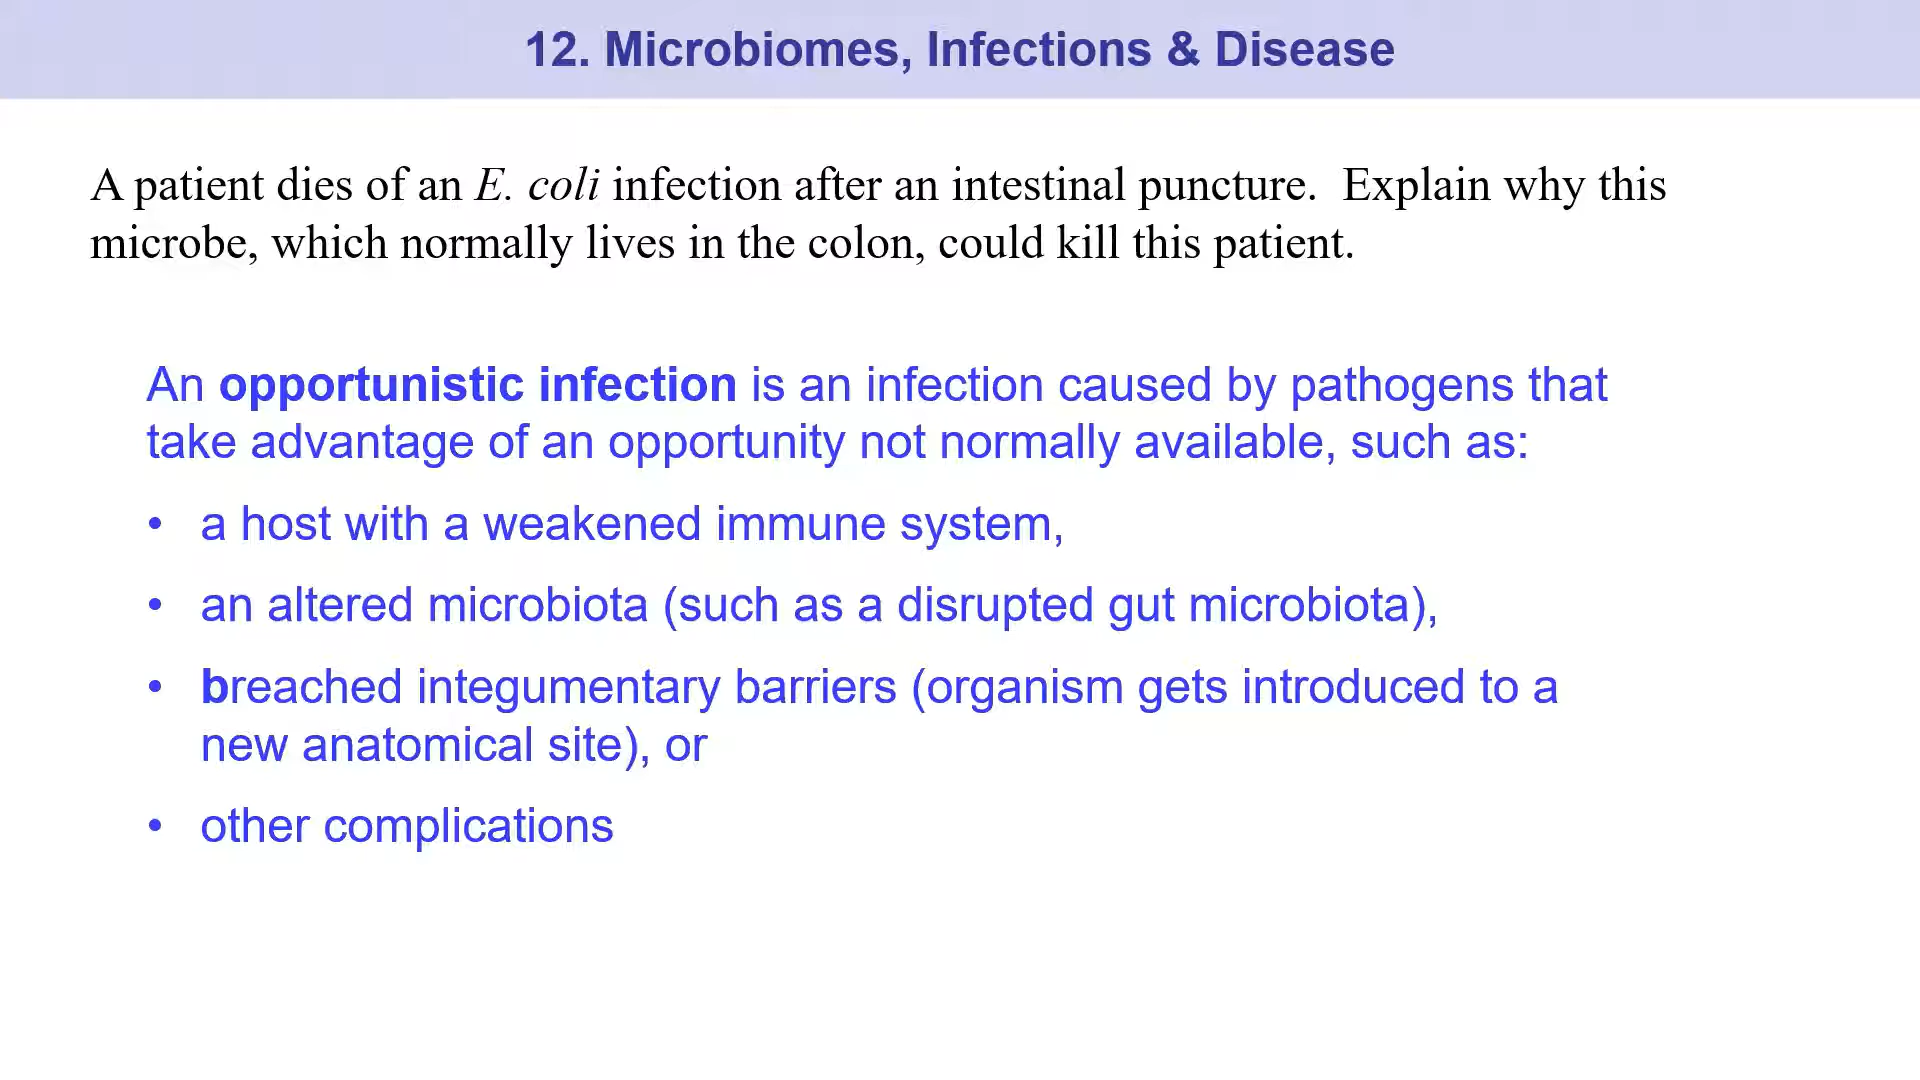 12. Microbiomes, Infections & Disease
A patient dies of an E. coli infection after an intestinal puncture.  Explain why this
microbe, which normally lives in the colon, could kill this patient.
An opportunistic infection is an infection caused by pathogens that
take advantage of an opportunity not normally available, such as:
• a host with a weakened immune system,
• an altered microbiota (such as a disrupted gut microbiota),
• breached integumentary barriers (organism gets introduced to a
new anatomical site), or
• other complications